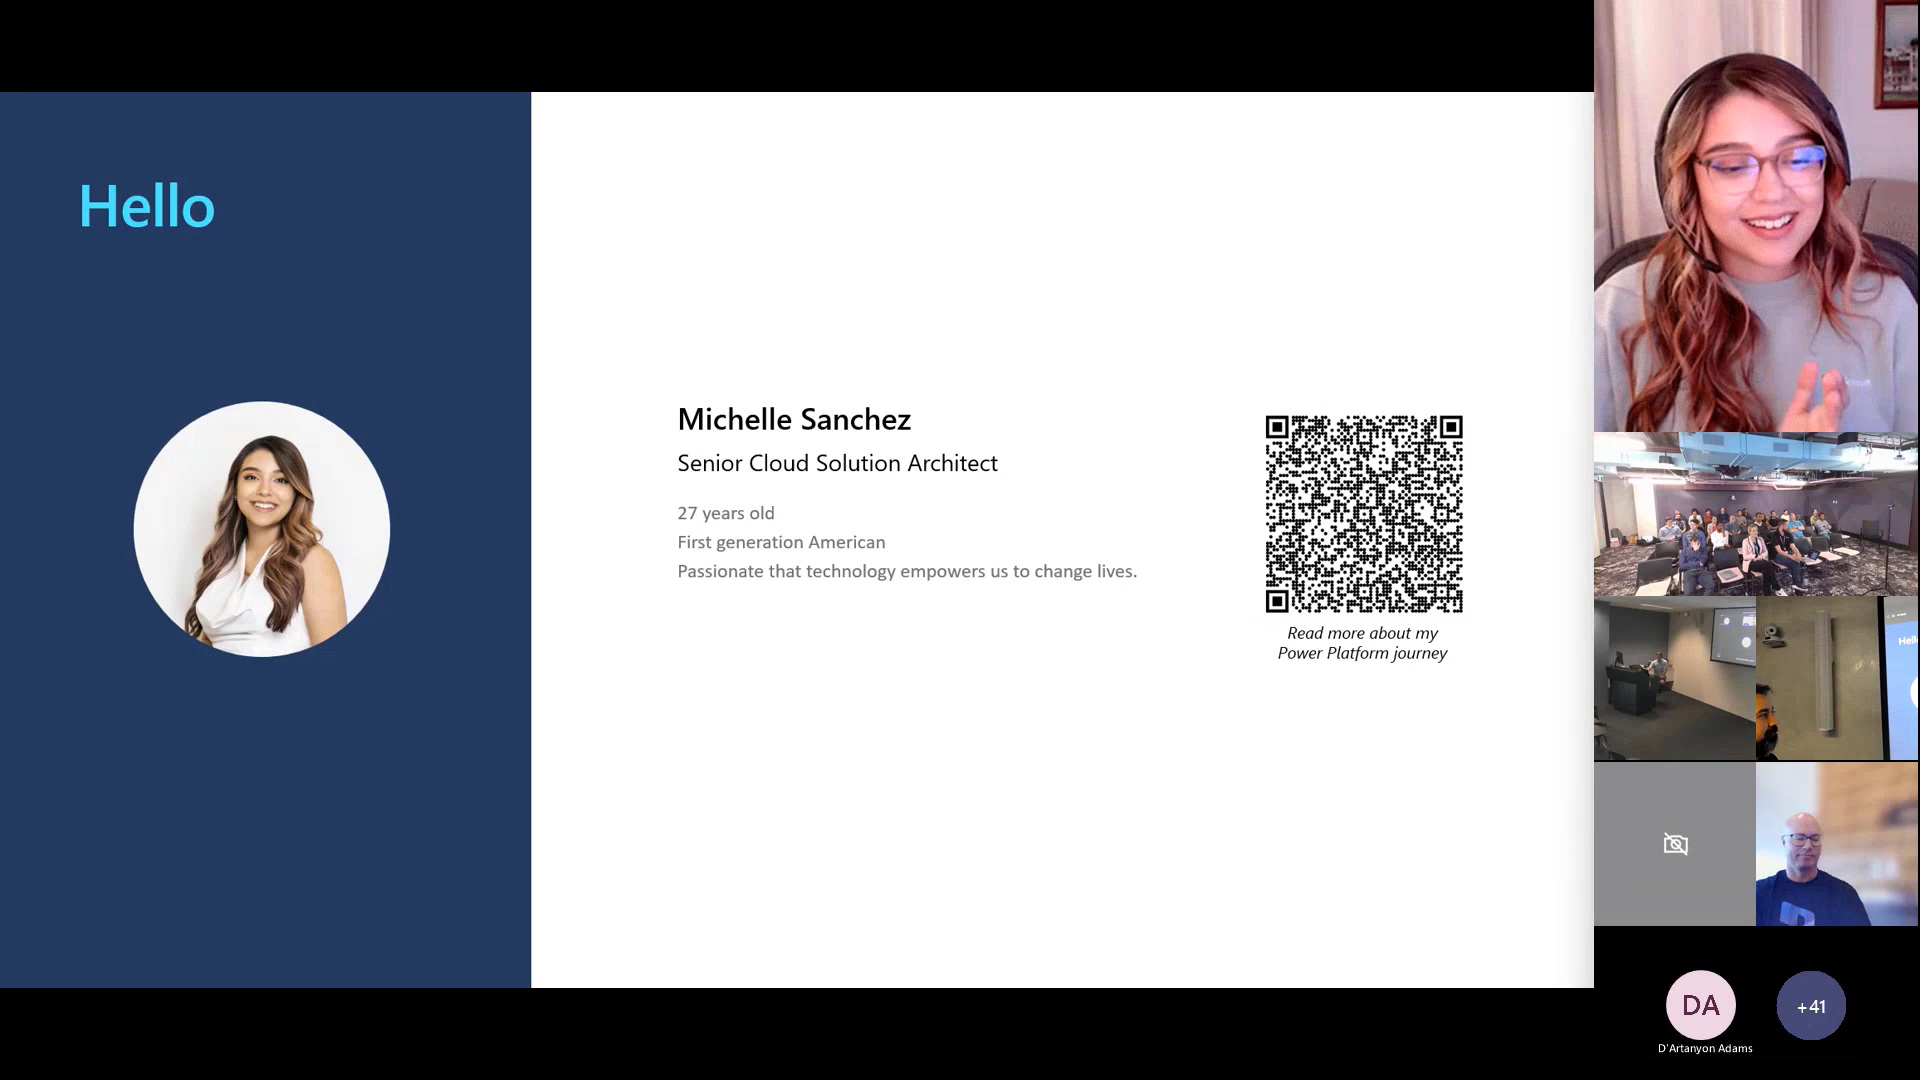 Hello
Michelle Sanchez
Senior Cloud Solution Architect
27 years old
First generation American
Passionate that technology empowers us to change lives.
Read more about my
Power Platform journey
Hell
DA
+41
D'Artanyon Adams